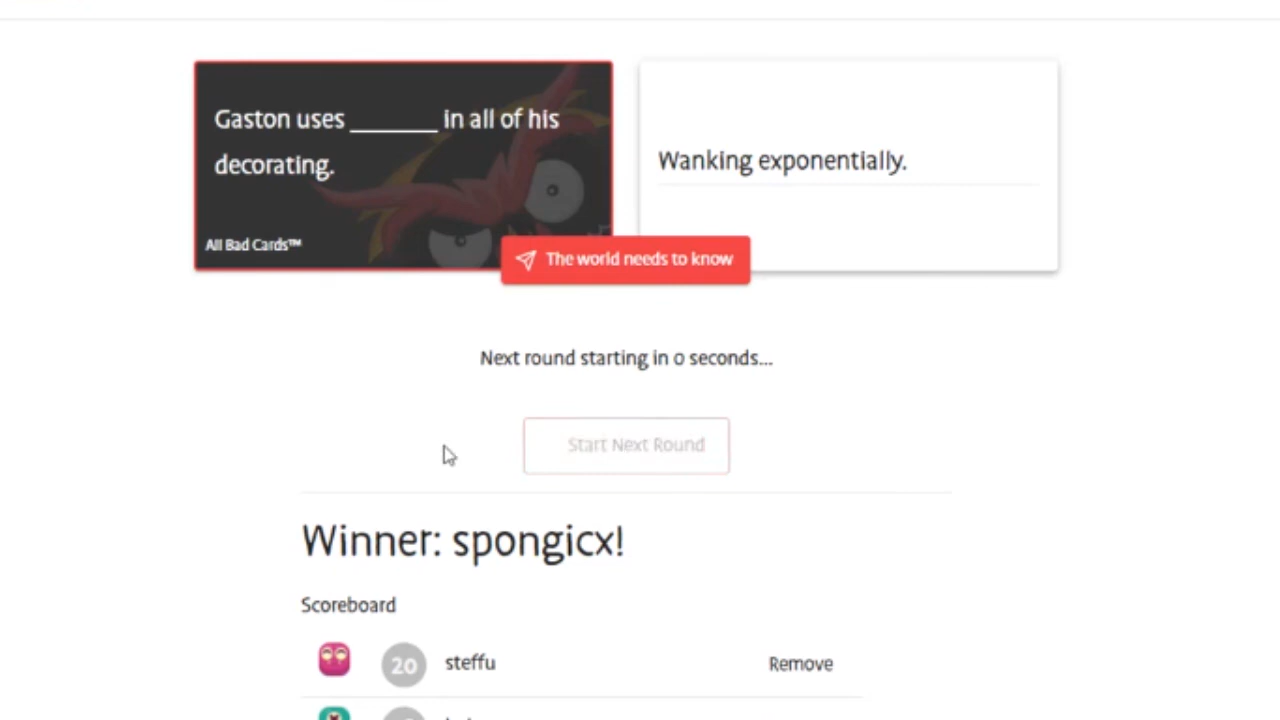 Gaston uses ______ in all of his
decorating.
All Bad Cards™
Wanking exponentially.
The world needs to know
Next round starting in 0 seconds...
Start Next Round
Winner: spongicx!
Scoreboard
20 steffu Remove